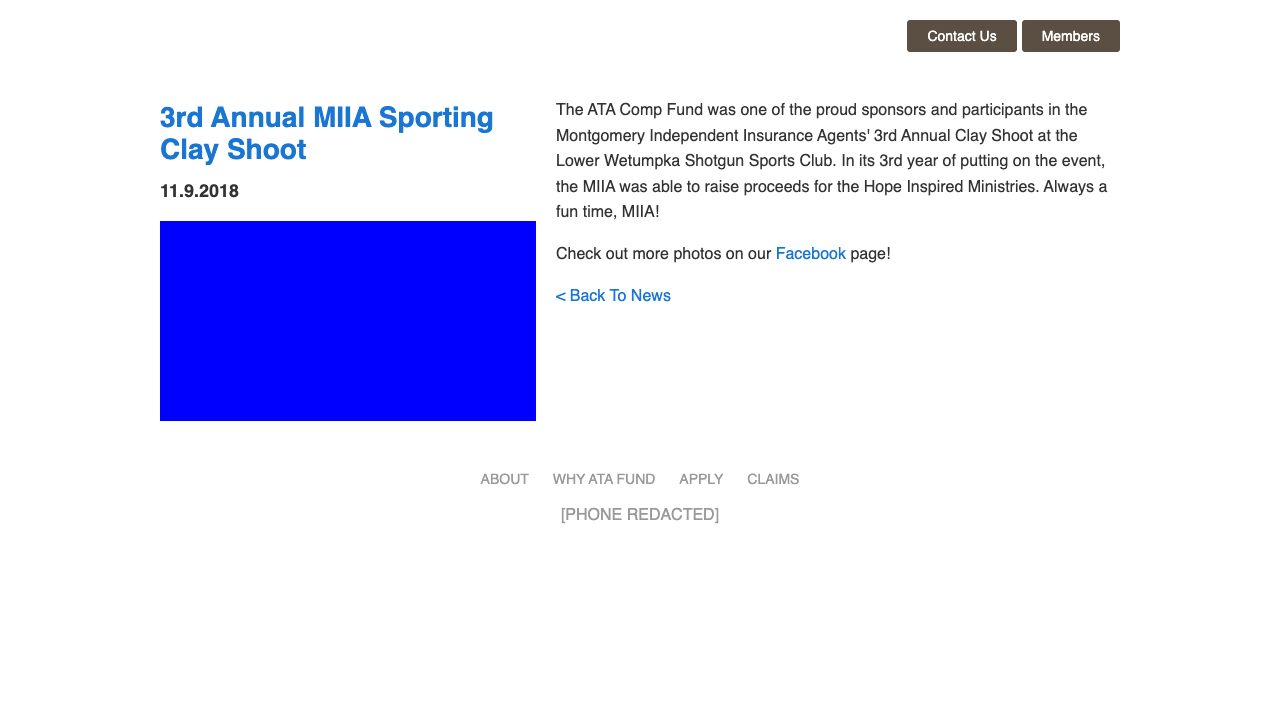 Contact Us
Members
3rd Annual MIIA Sporting
Clay Shoot
11.9.2018
The ATA Comp Fund was one of the proud sponsors and participants in the
Montgomery Independent Insurance Agents' 3rd Annual Clay Shoot at the
Lower Wetumpka Shotgun Sports Club. In its 3rd year of putting on the event,
the MIIA was able to raise proceeds for the Hope Inspired Ministries. Always a
fun time, MIIA!
Check out more photos on our Facebook page!
< Back To News
ABOUT WHY ATA FUND APPLY CLAIMS
[PHONE REDACTED]